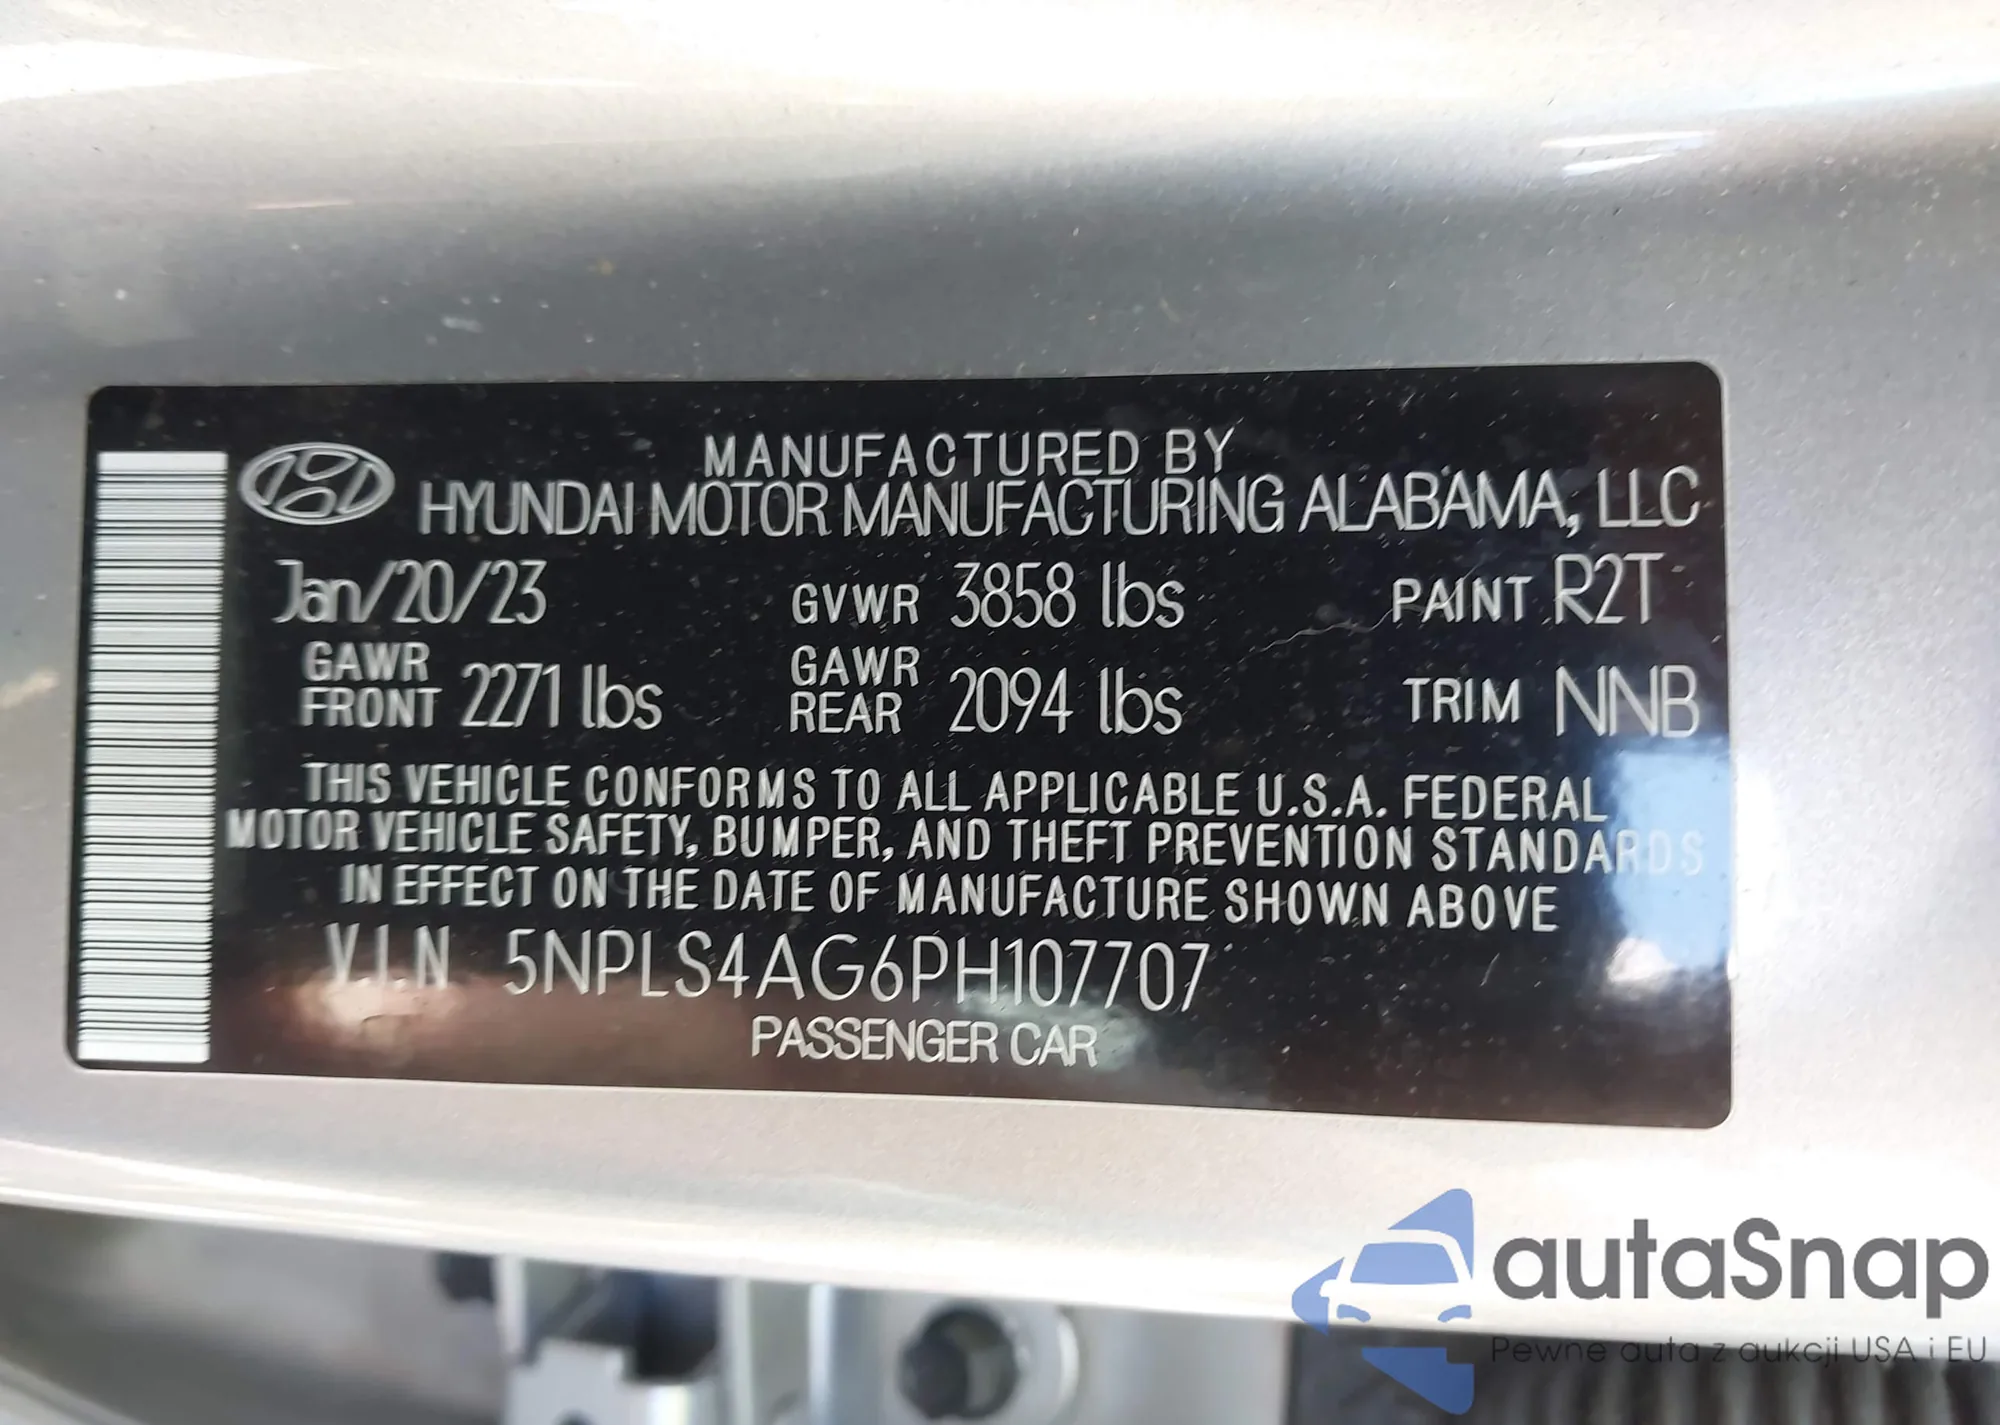 MANUFACTURED BY
HYUNDAI MOTOR MANUFACTURING ALABAMA, LLC
Jan/20/23 GVWR 3858 lbs PAINT R2T
GAWR FRONT 2271 lbs GAWR REAR 2094 lbs TRIM NNB
THIS VEHICLE CONFORMS TO ALL APPLICABLE U.S.A. FEDERAL
MOTOR VEHICLE SAFETY, BUMPER, AND THEFT PREVENTION STANDARDS
IN EFFECT ON THE DATE OF MANUFACTURE SHOWN ABOVE
V.I.N 5NPLS4AG6PH107707
PASSENGER CAR
autaSnap
Pewne auta z aukcji USA i EU